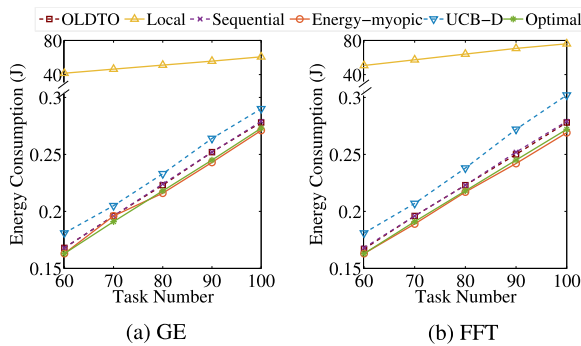 OLDTO Local Sequential Energy−myopic UCB-D Optimal
80
40
0.3
0.25
0.2
0.15
60 70 80 90 100
Energy Consumption (J)
Task Number
(a) GE
80
40
0.3
0.25
0.2
0.15
60 70 80 90 100
Energy Consumption (J)
Task Number
(b) FFT